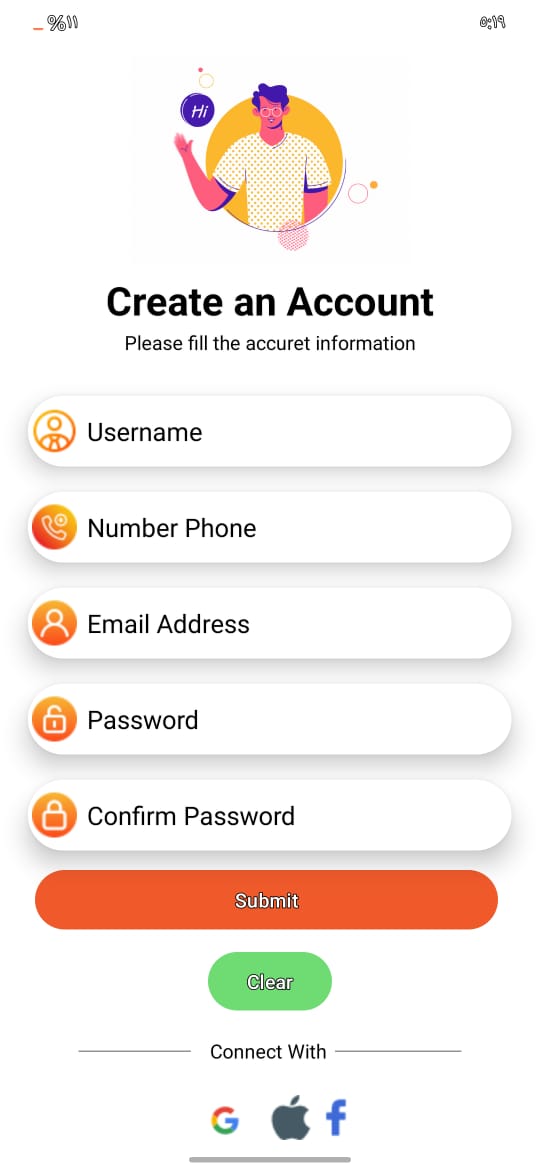 %١١
٥:١٩
Hi
Create an Account
Please fill the accuret information
Username
Number Phone
Email Address
Password
Confirm Password
Submit
Clear
Connect With